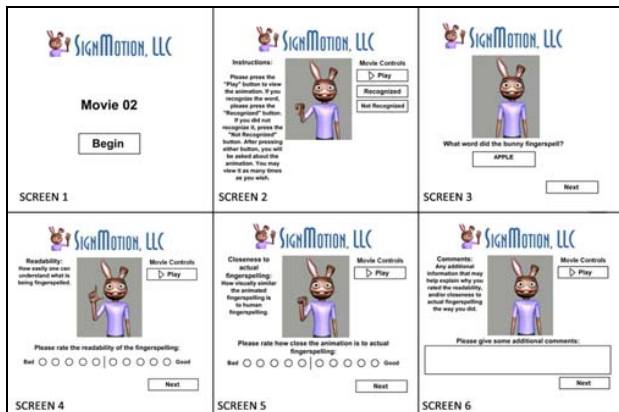 SIGNMOTION, LLC
Movie 02
Begin
SCREEN 1
SIGNMOTION, LLC
Instructions:
Please press the
"Play" button to view
the animation. If you
recognize the word,
please press the
"Recognized" button.
If you did not
recognize it, press the
"Not Recognized"
button. After pressing
either button, you will
be asked about the
animation. You may
view it as many times
as you wish.
Movie Controls
Play
Recognized
Not Recognized
SCREEN 2
SIGNMOTION, LLC
What word did the bunny fingerspell?
APPLE
Next
SCREEN 3
SIGNMOTION, LLC
Readability:
How easily one can
understand what is
being fingerspelled.
Movie Controls
Play
Please rate the readability of the fingerspelling:
Bad Good
Next
SCREEN 4
SIGNMOTION, LLC
Closeness to
actual
fingerspelling:
How visually similar
the animated
fingerspelling is
to human
fingerspelling.
Movie Controls
Play
Please rate how close the animation is to actual
fingerspelling:
Bad Good
Next
SCREEN 5
SIGNMOTION, LLC
Comments:
Any additional
information that may
help explain why you
rated the readability,
and/or closeness to
actual fingerspelling
the way you did.
Movie Controls
Play
Please give some additional comments:
Next
SCREEN 6